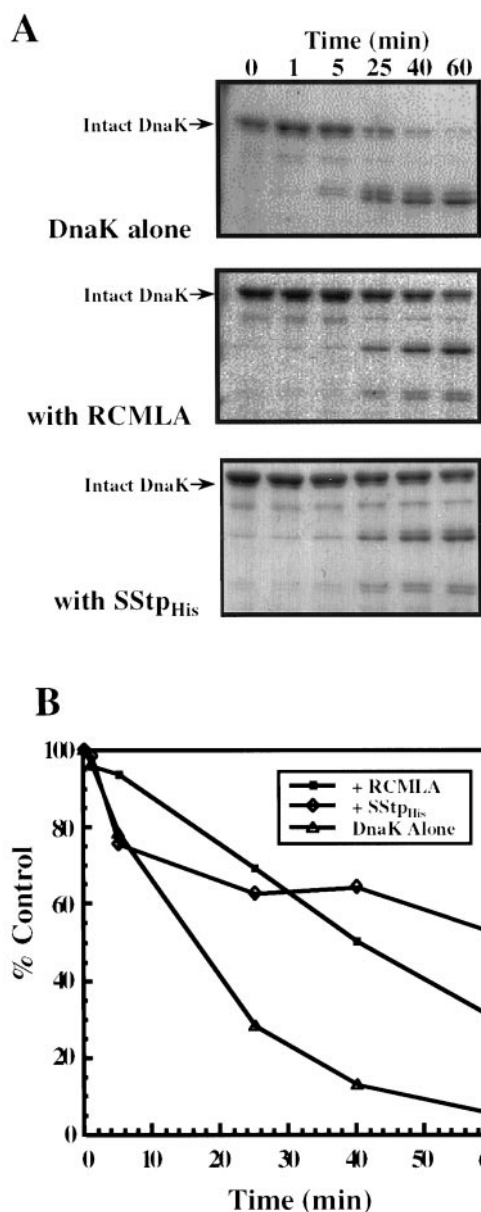 A
Time (min)
0 1 5 25 40 60
Intact DnaK
DnaK alone
Intact DnaK
with RCMLA
Intact DnaK
with SStpHis
B
100
80
60
40
20
0
% Control
+ RCMLA
+ SStpHis
DnaK Alone
0 10 20 30 40 50
Time (min)